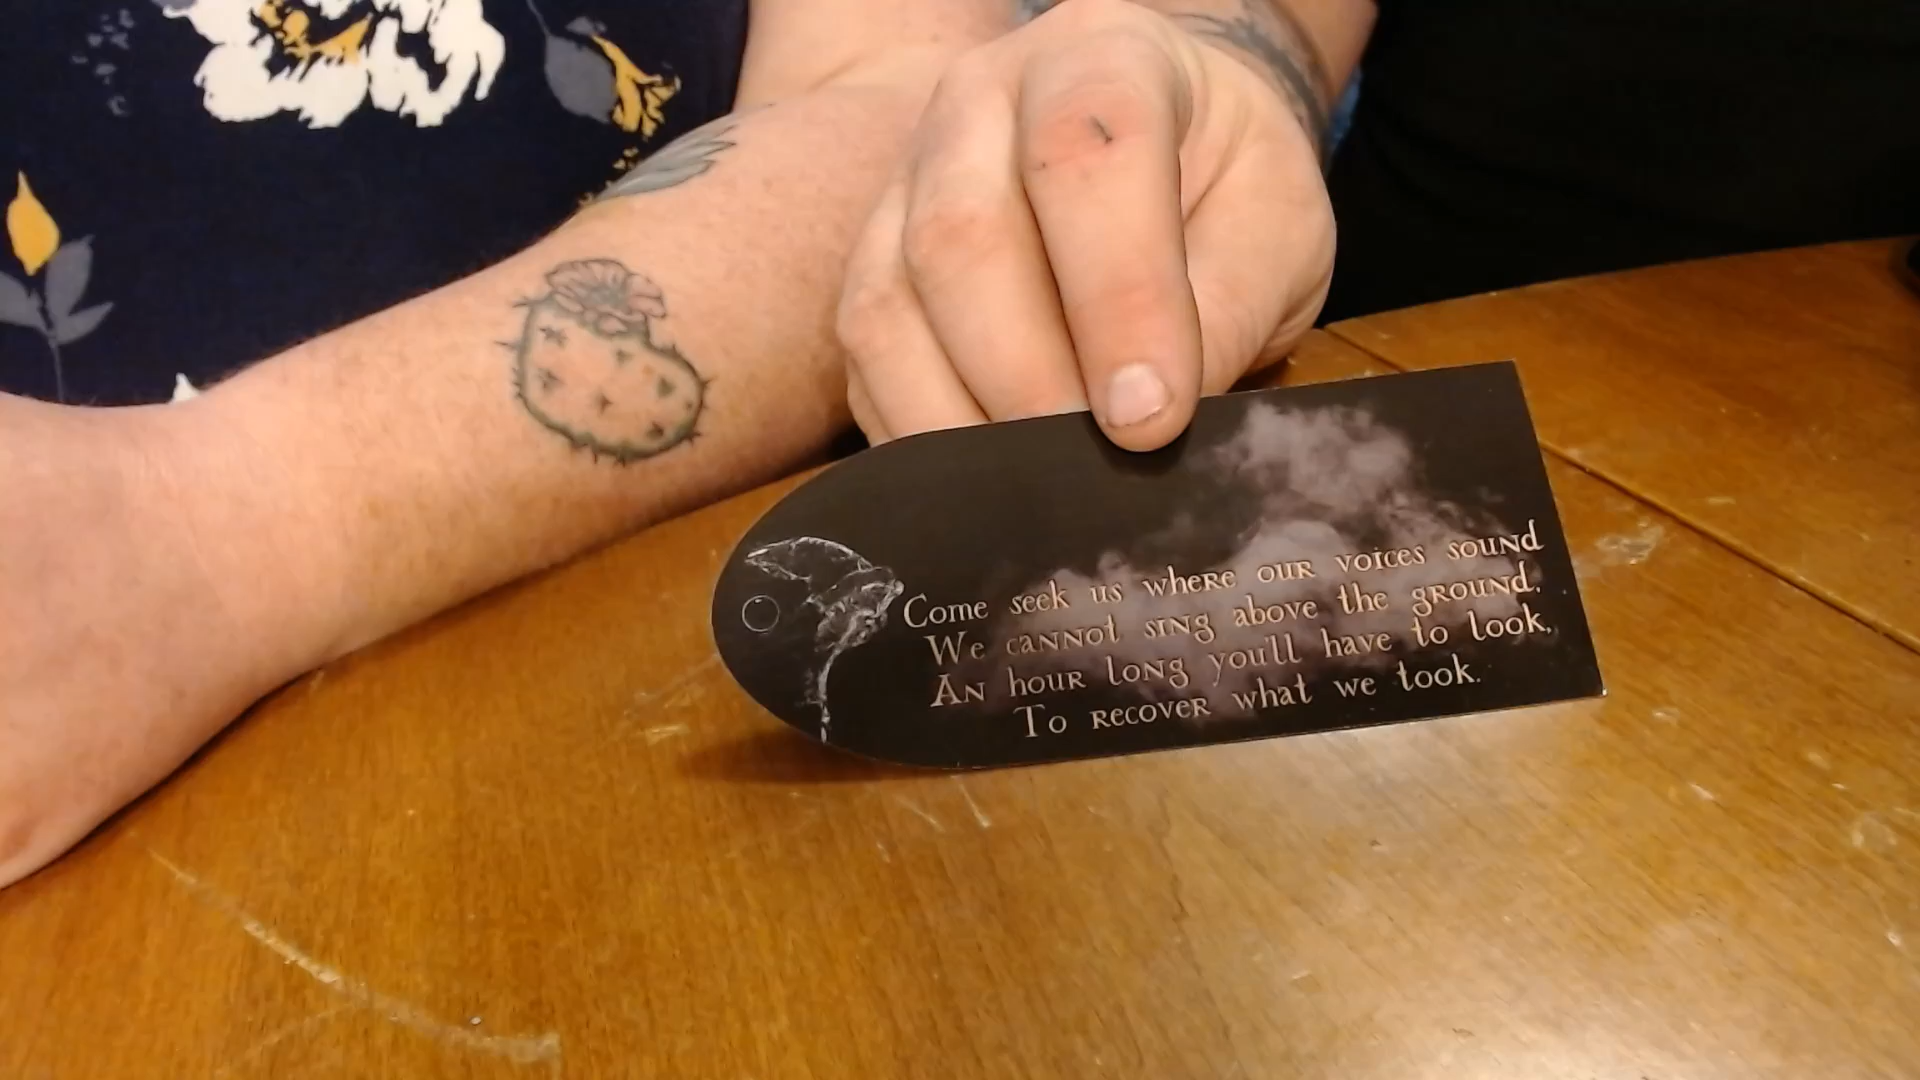 Come seek us where our voices sound
We cannot sing above the ground,
An hour long you'll have to look,
To recover what we took.